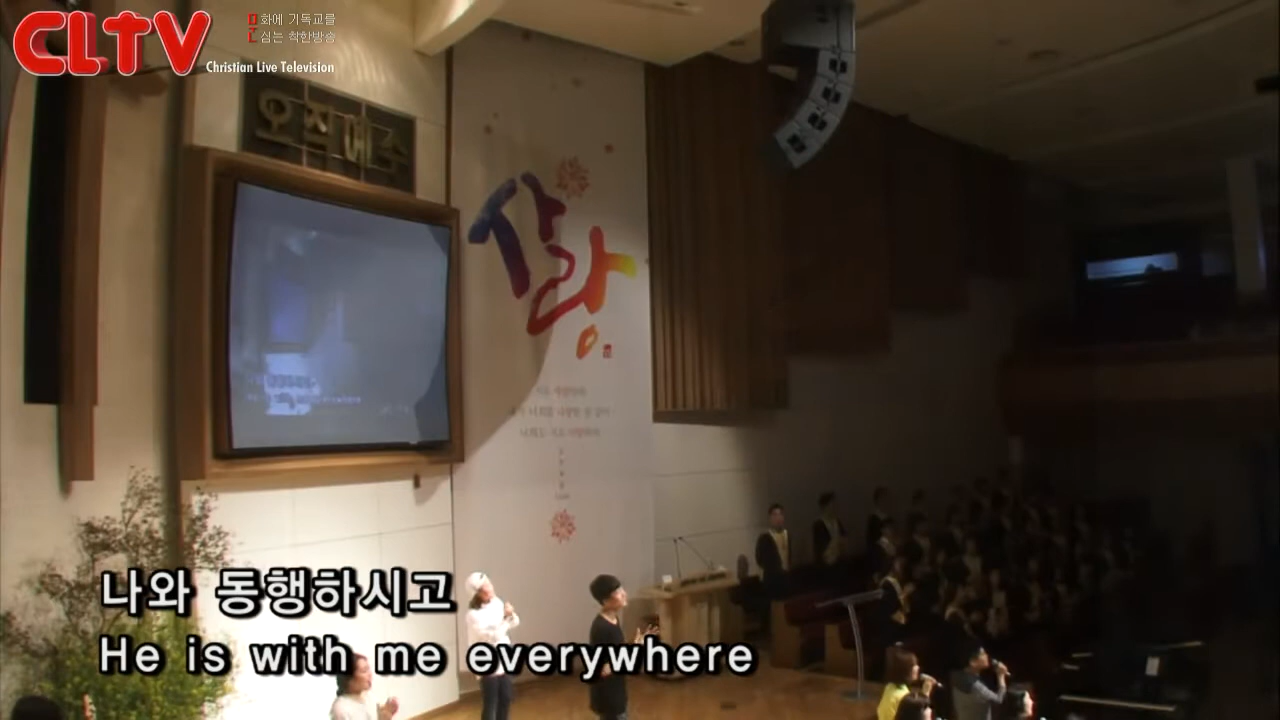 CLTV
문화에 기독교를
심는 착한방송
Christian Live Television
오직예수
사랑
나와 동행하시고
He is with me everywhere